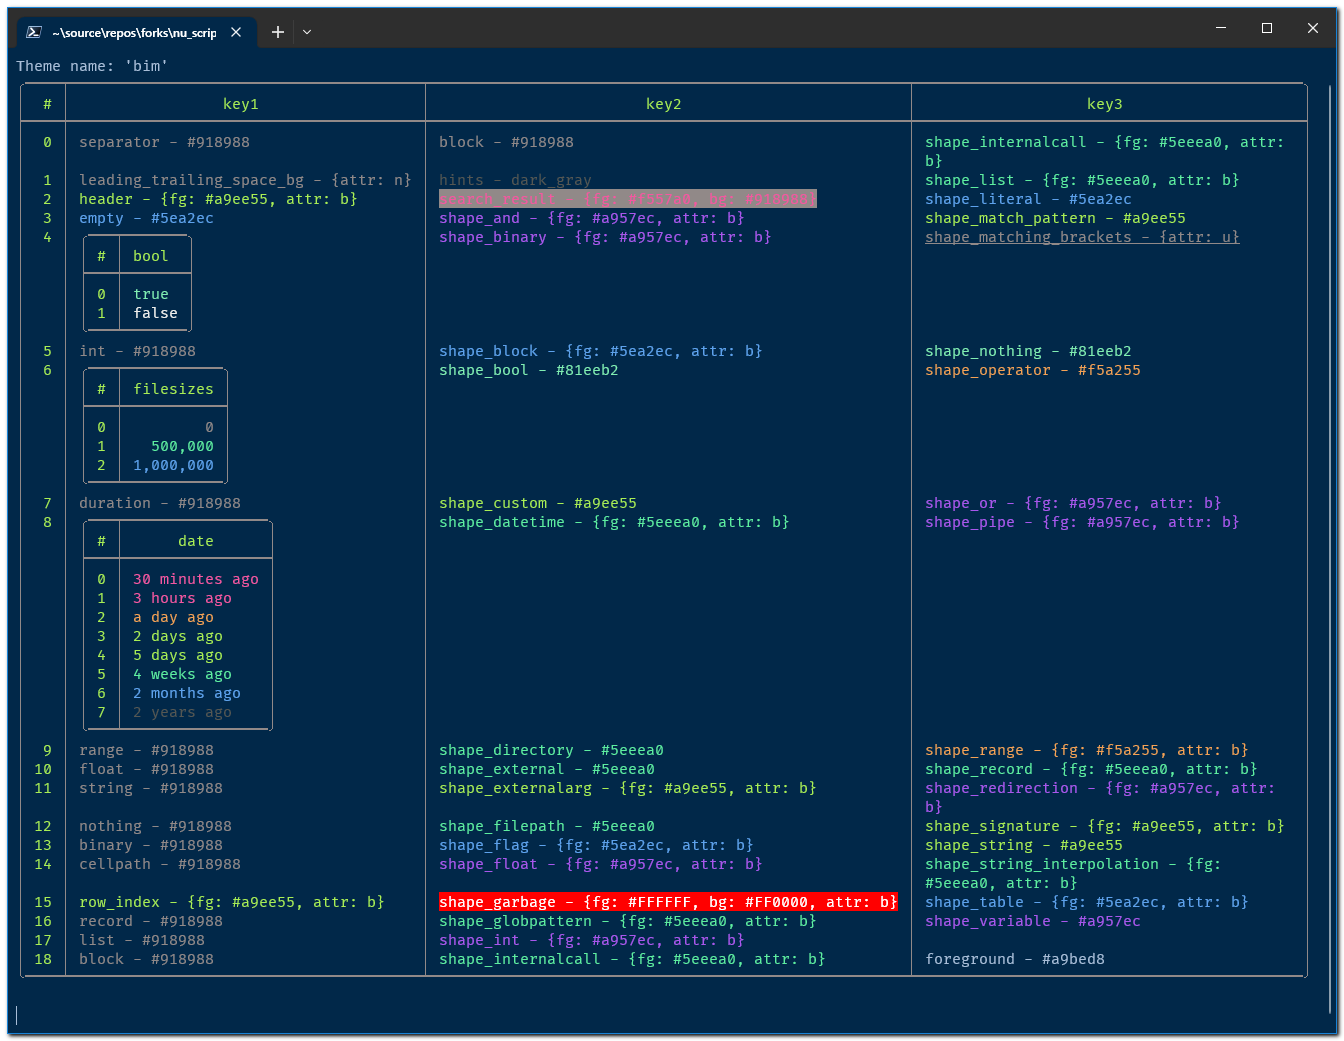 ~\source\repos\forks\nu_scrip
Theme name: 'bim'
# key1 key2 key3
0 separator - #918988 block - #918988 shape_internalcall - {fg: #5eeea0, attr:
b}
1 leading_trailing_space_bg - {attr: n} hints - dark_gray shape_list - {fg: #5eeea0, attr: b}
2 header - {fg: #a9ee55, attr: b} search_result - {fg: #f557a0, bg: #918988} shape_literal - #5ea2ec
3 empty - #5ea2ec shape_and - {fg: #a957ec, attr: b} shape_match_pattern - #a9ee55
4 shape_binary - {fg: #a957ec, attr: b} shape_matching_brackets - {attr: u}
# bool
0 true
1 false
5 int - #918988 shape_block - {fg: #5ea2ec, attr: b} shape_nothing - #81eeb2
6 shape_bool - #81eeb2 shape_operator - #f5a255
# filesizes
0 0
1 500,000
2 1,000,000
7 duration - #918988 shape_custom - #a9ee55 shape_or - {fg: #a957ec, attr: b}
8 shape_datetime - {fg: #5eeea0, attr: b} shape_pipe - {fg: #a957ec, attr: b}
# date
0 30 minutes ago
1 3 hours ago
2 a day ago
3 2 days ago
4 5 days ago
5 4 weeks ago
6 2 months ago
7 2 years ago
9 range - #918988 shape_directory - #5eeea0 shape_range - {fg: #f5a255, attr: b}
10 float - #918988 shape_external - #5eeea0 shape_record - {fg: #5eeea0, attr: b}
11 string - #918988 shape_externalarg - {fg: #a9ee55, attr: b} shape_redirection - {fg: #a957ec, attr:
b}
12 nothing - #918988 shape_filepath - #5eeea0 shape_signature - {fg: #a9ee55, attr: b}
13 binary - #918988 shape_flag - {fg: #5ea2ec, attr: b} shape_string - #a9ee55
14 cellpath - #918988 shape_float - {fg: #a957ec, attr: b} shape_string_interpolation - {fg:
#5eeea0, attr: b}
15 row_index - {fg: #a9ee55, attr: b} shape_garbage - {fg: #FFFFFF, bg: #FF0000, attr: b} shape_table - {fg: #5ea2ec, attr: b}
16 record - #918988 shape_globpattern - {fg: #5eeea0, attr: b} shape_variable - #a957ec
17 list - #918988 shape_int - {fg: #a957ec, attr: b}
18 block - #918988 shape_internalcall - {fg: #5eeea0, attr: b} foreground - #a9bed8